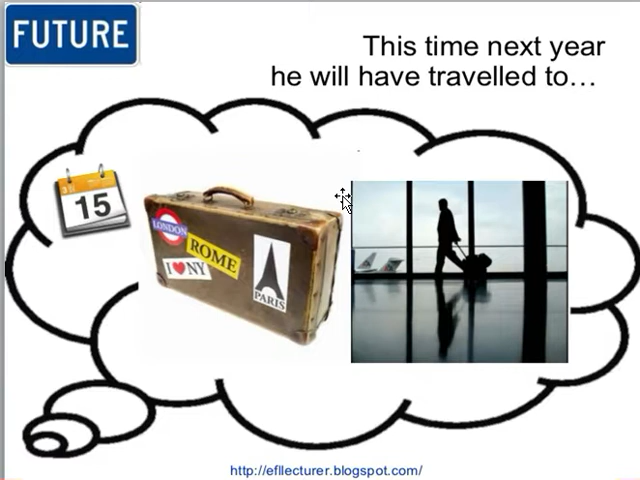 FUTURE
This time next year
he will have travelled to…
15
LONDON
ROME
I ❤ NY
PARIS
http://efllecturer.blogspot.com/